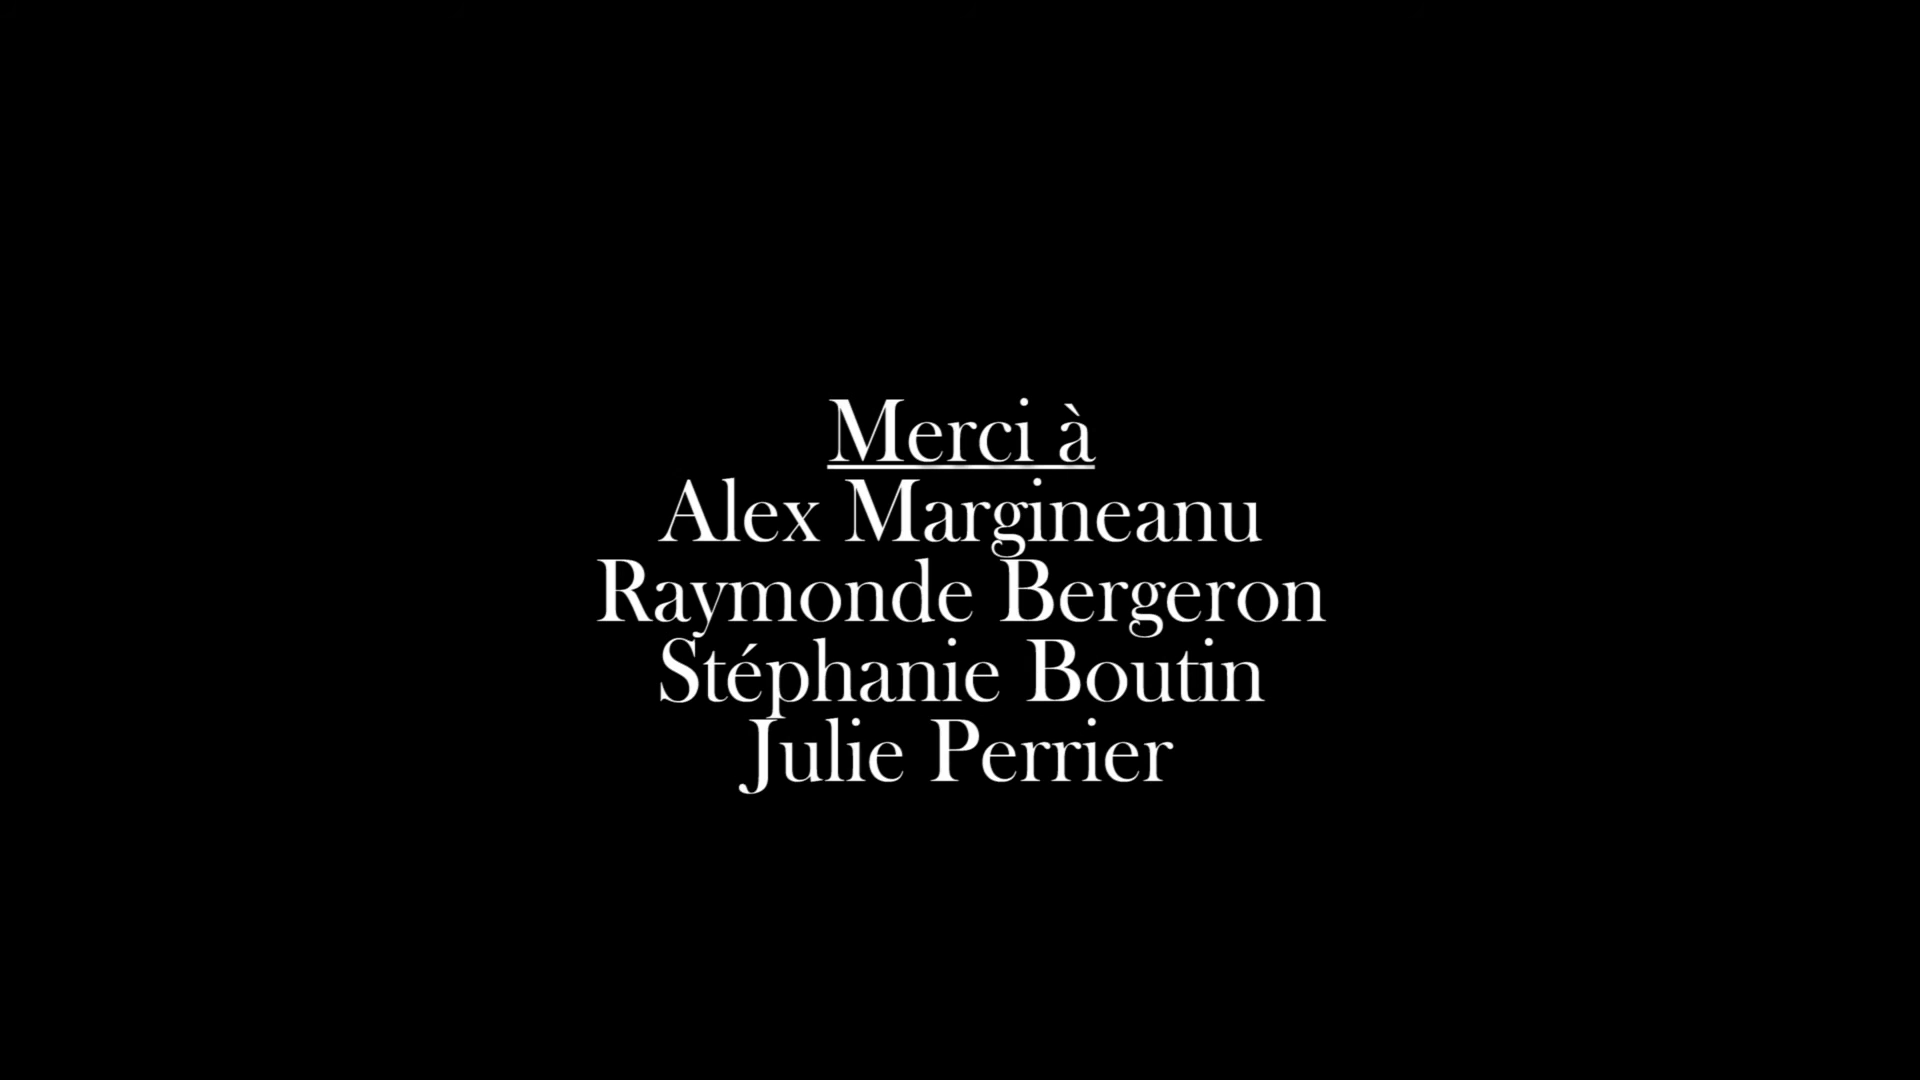 Merci à
Alex Margineanu
Raymonde Bergeron
Stéphanie Boutin
Julie Perrier